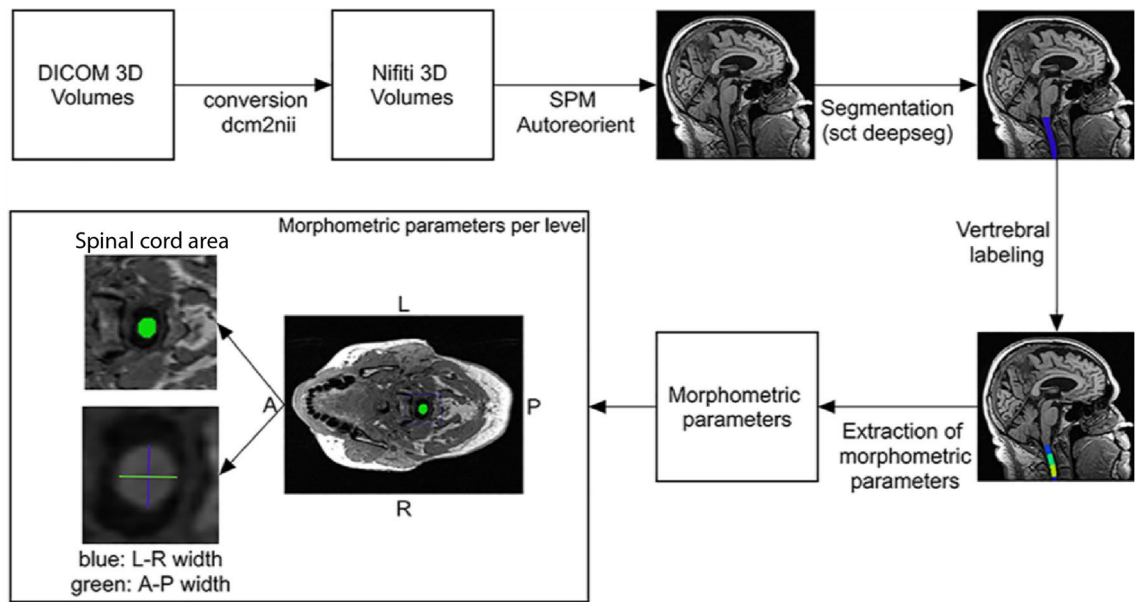 DICOM 3D
Volumes
conversion
dcm2nii
Nifiti 3D
Volumes
SPM
Autoreorient
Segmentation
(sct deepseg)
Vertrebral
labeling
Extraction of
morphometric
parameters
Morphometric
parameters
Morphometric parameters per level
Spinal cord area
L
A
P
R
blue: L-R width
green: A-P width